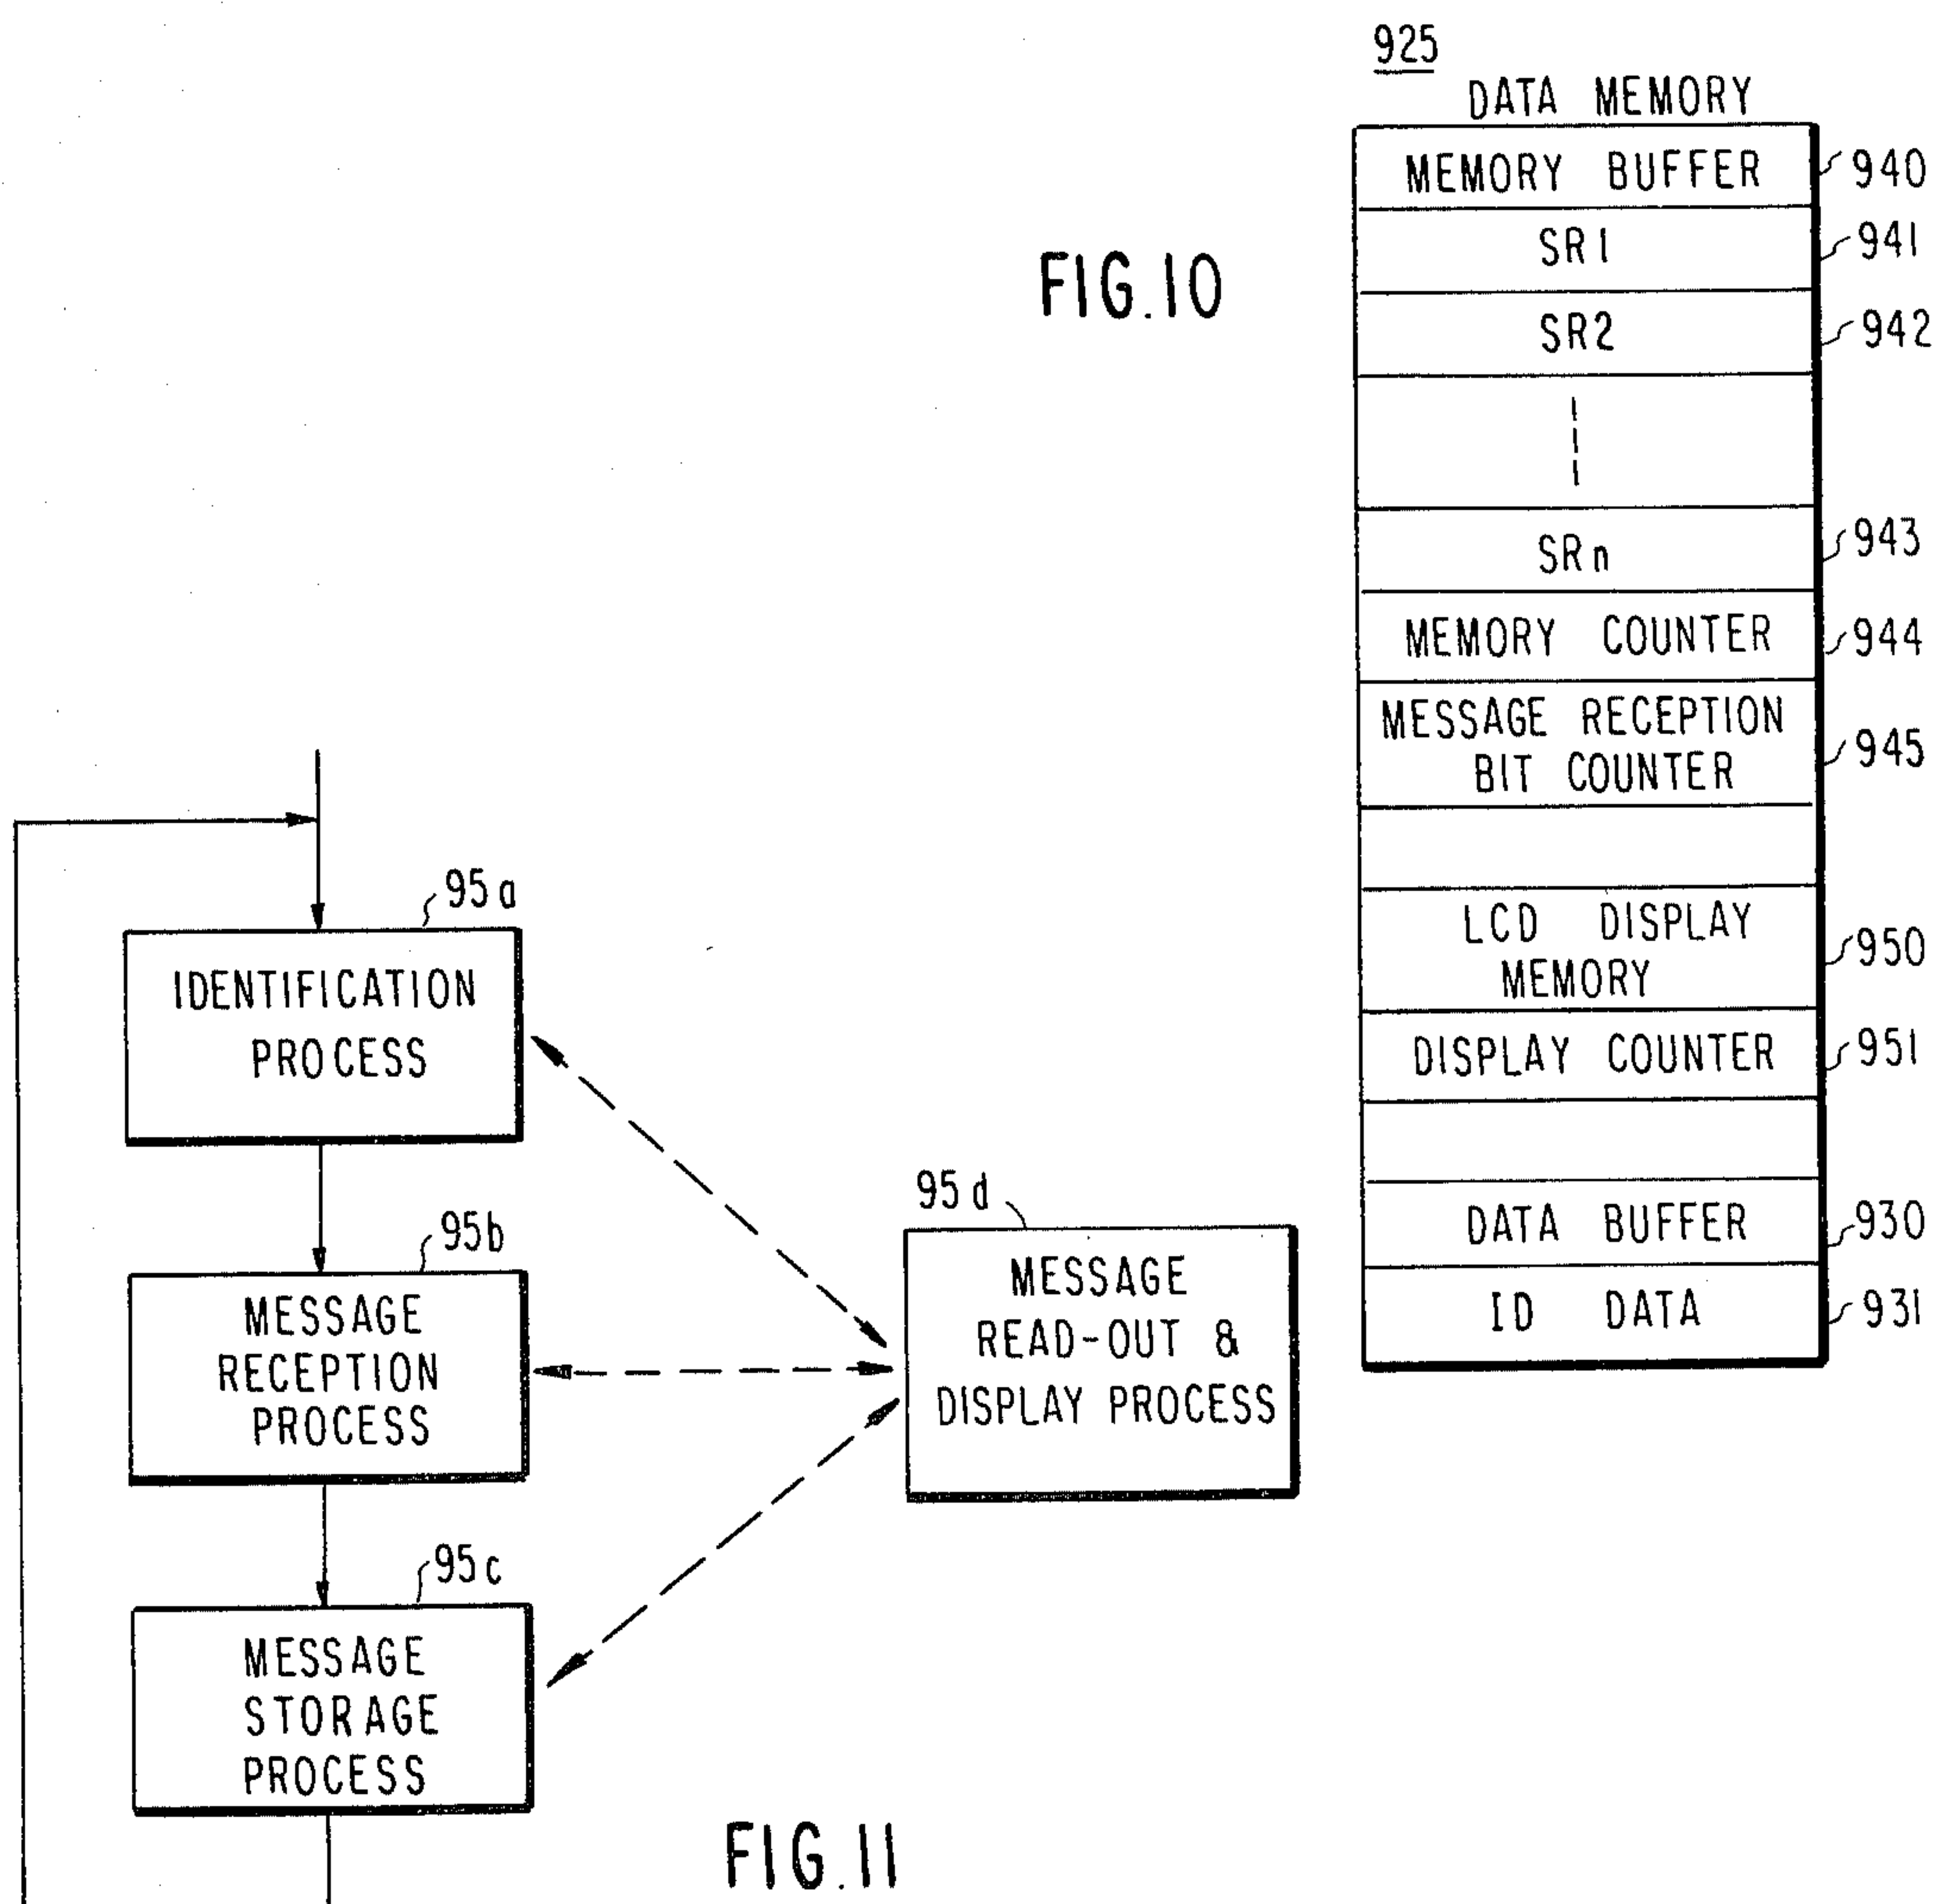 925
DATA MEMORY
MEMORY BUFFER 940
SR1 941
FIG.10
SR2 942
SRn 943
MEMORY COUNTER 944
MESSAGE RECEPTION
BIT COUNTER 945
LCD DISPLAY
MEMORY 950
DISPLAY COUNTER 951
DATA BUFFER 930
ID DATA 931
95a
IDENTIFICATION
PROCESS
95b
MESSAGE
RECEPTION
PROCESS
95c
MESSAGE
STORAGE
PROCESS
95d
MESSAGE
READ-OUT &
DISPLAY PROCESS
FIG.11